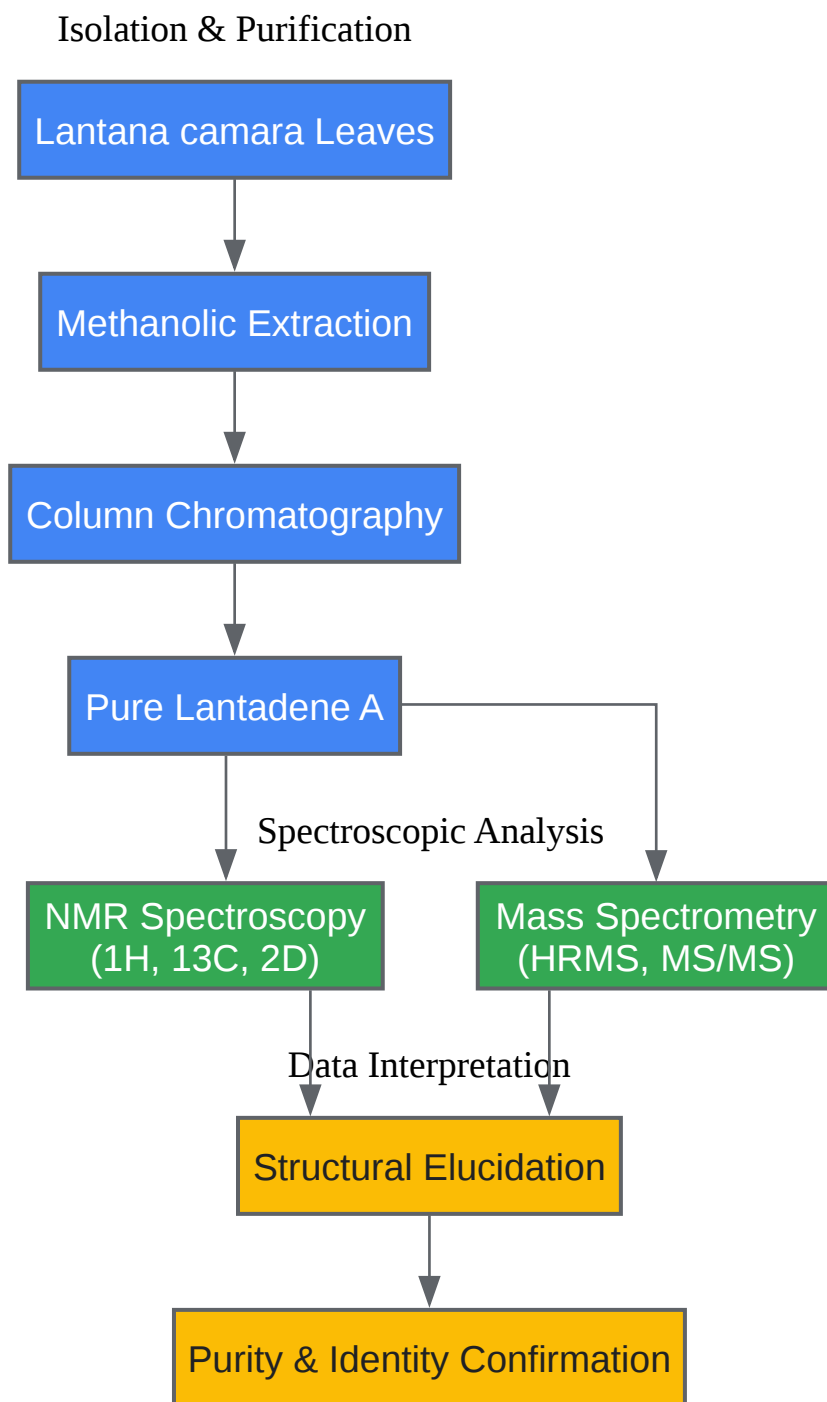 Isolation & Purification
Lantana camara Leaves
Methanolic Extraction
Column Chromatography
Pure Lantadene A
Spectroscopic Analysis
NMR Spectroscopy
(1H, 13C, 2D)
Mass Spectrometry
(HRMS, MS/MS)
Data Interpretation
Structural Elucidation
Purity & Identity Confirmation